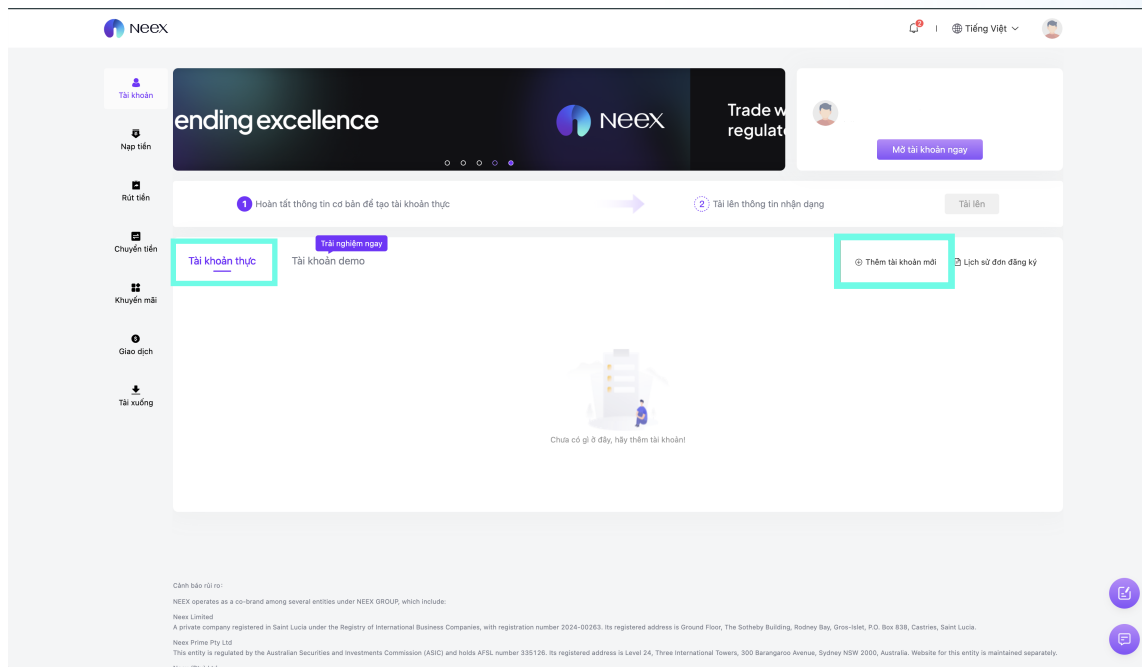 Neex
2
Tiếng Việt
Tài khoản
Nạp tiền
Rút tiền
Chuyển tiền
Khuyến mãi
Giao dịch
Tải xuống
ending excellence
Neex
Trade w
regulat
Mở tài khoản ngay
1 Hoàn tất thông tin cơ bản để tạo tài khoản thực
2 Tải lên thông tin nhận dạng
Tải lên
Tài khoản thực
Trải nghiệm ngay
Tài khoản demo
Thêm tài khoản mới
Lịch sử đơn đăng ký
Chưa có gì ở đây, hãy thêm tài khoản!
Cảnh báo rủi ro:
NEEX operates as a co-brand among several entities under NEEX GROUP, which include:
Neex Limited
A private company registered in Saint Lucia under the Registry of International Business Companies, with registration number 2024-00263. Its registered address is Ground Floor, The Sotheby Building, Rodney Bay, Gros-Islet, P.O. Box 838, Castries, Saint Lucia.
Neex Prime Pty Ltd
This entity is regulated by the Australian Securities and Investments Commission (ASIC) and holds AFSL number 335126. Its registered address is Level 24, Three International Towers, 300 Barangaroo Avenue, Sydney NSW 2000, Australia. Website for this entity is maintained separately.